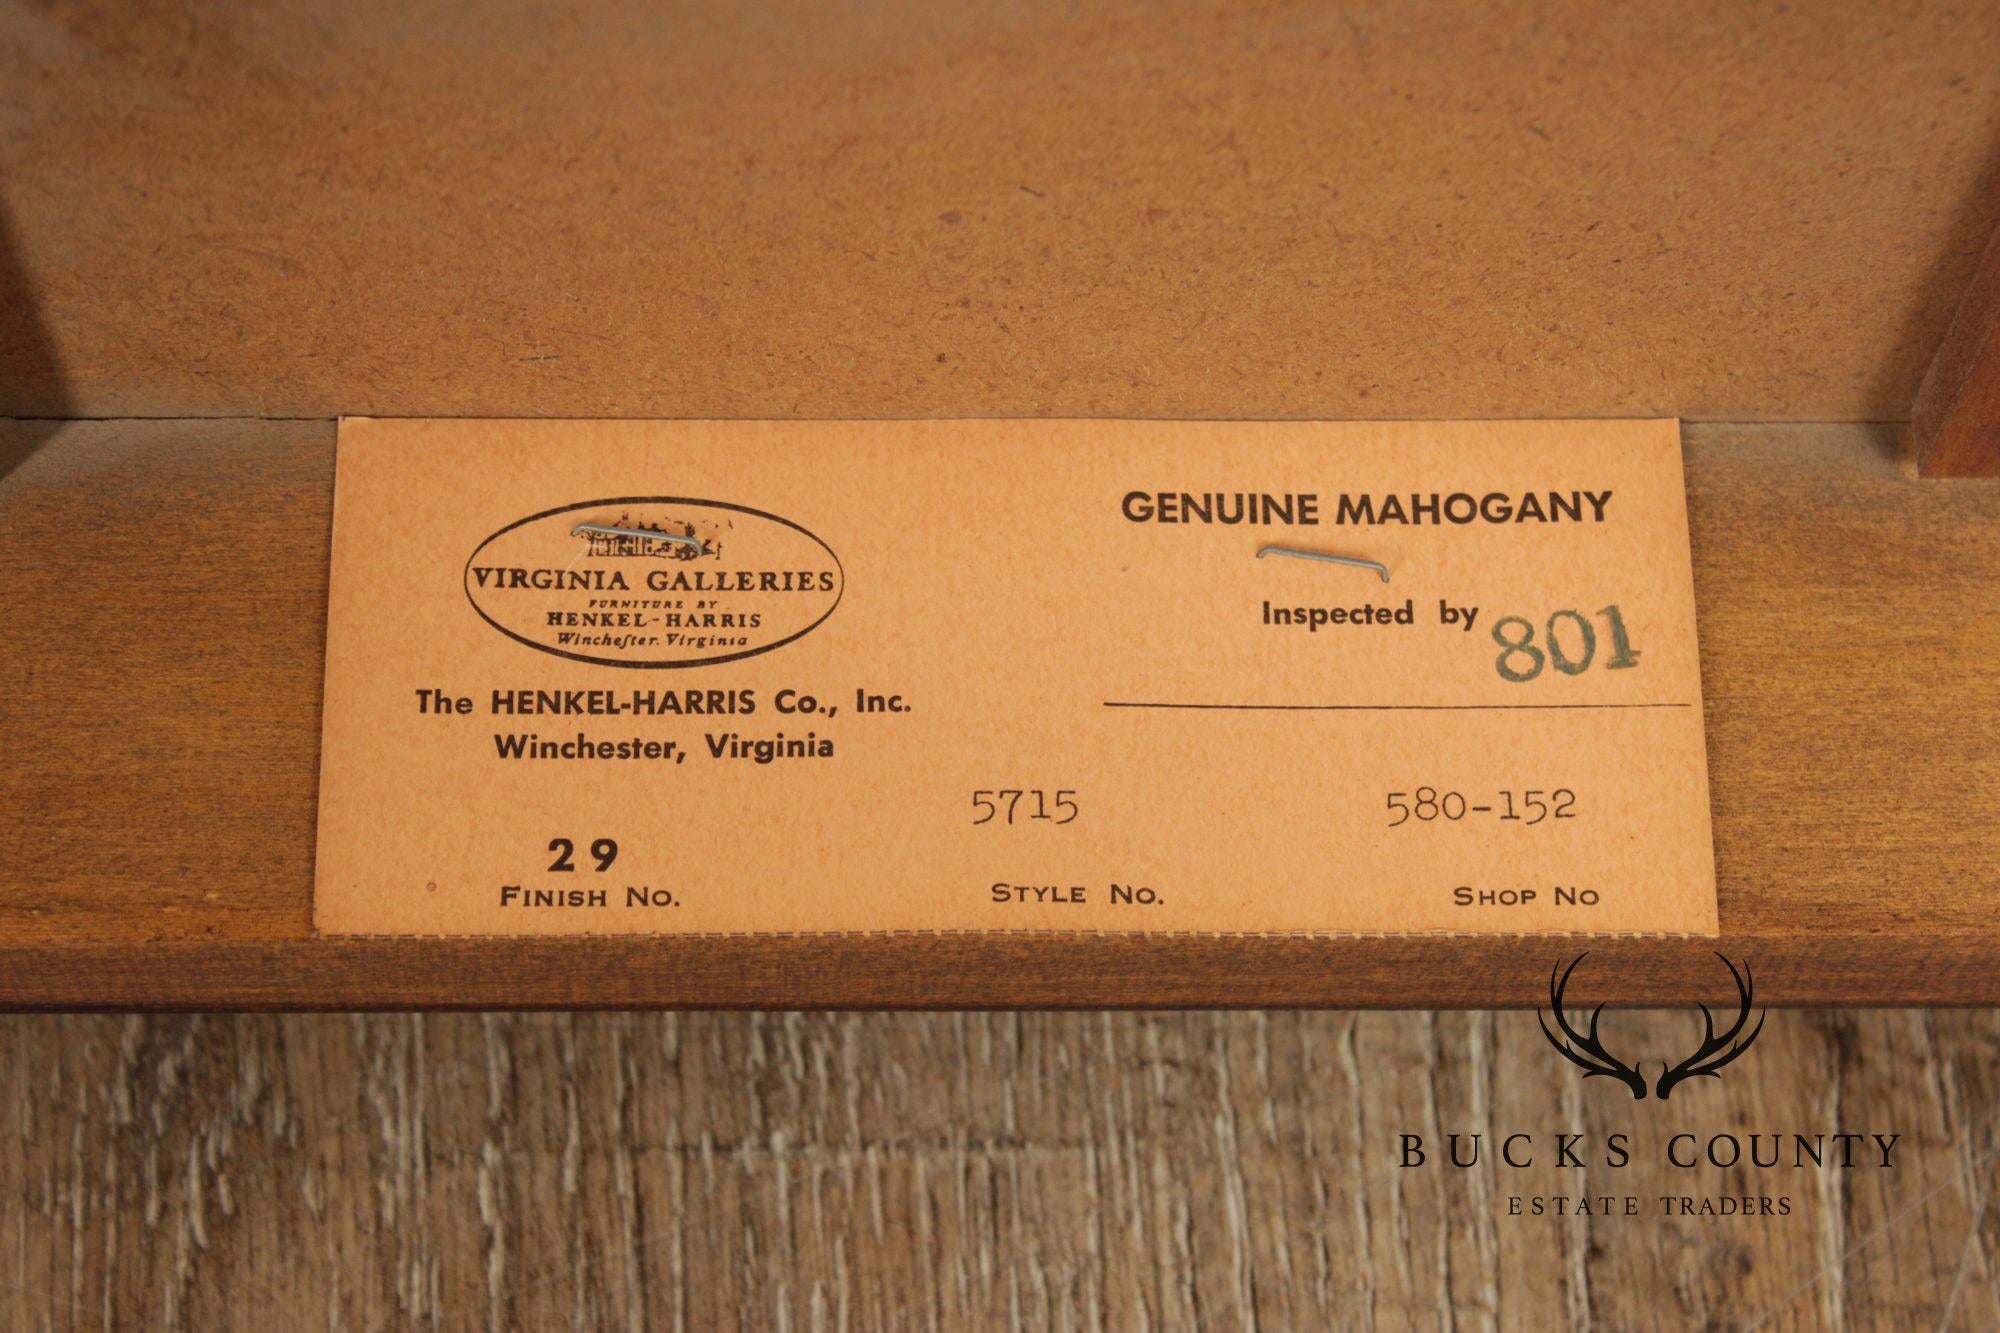 VIRGINIA GALLERIES
FURNITURE BY
HENKEL-HARRIS
Winchester. Virginia
The HENKEL-HARRIS Co., Inc.
Winchester, Virginia
GENUINE MAHOGANY
Inspected by 801
5715
580-152
29
FINISH NO.
STYLE NO.
SHOP NO
BUCKS COUNTY
ESTATE TRADERS